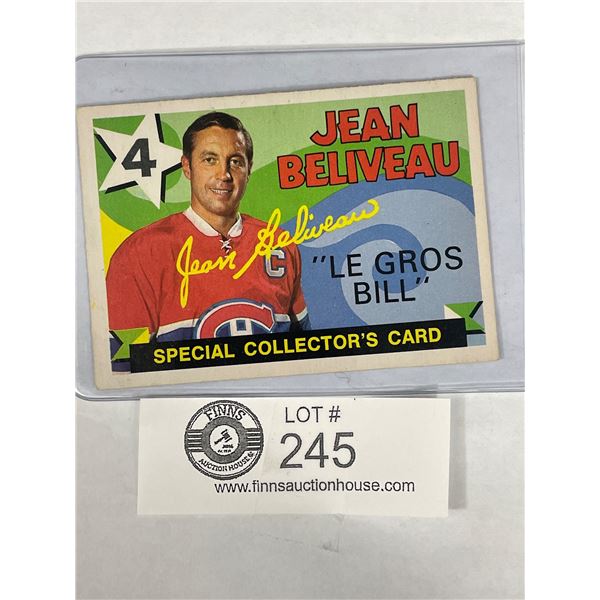 4
JEAN
BELIVEAU
Jean Beliveau
C
"LE GROS
BILL"
SPECIAL COLLECTOR'S CARD
FINNS
AUCTION HOUSE
LOT #
245
www.finnsauctionhouse.com